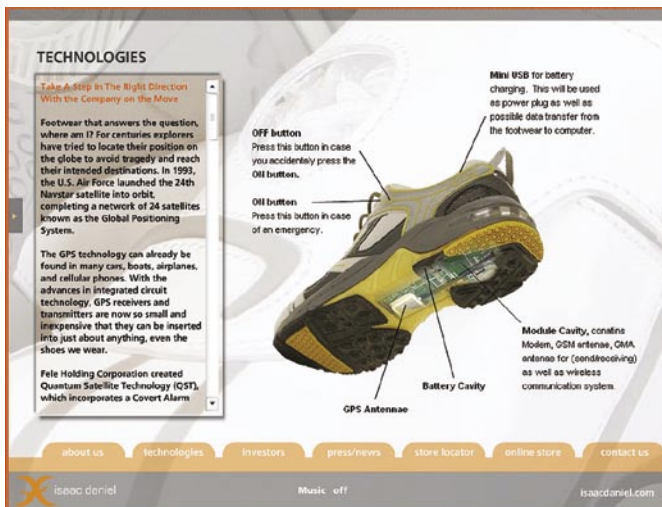 TECHNOLOGIES
Take A Step In The Right Direction
With the Company on the Move
Footwear that answers the question,
where am I? For centuries explorers
have tried to locate their position on
the globe to avoid tragedy and reach
their intended destinations. In 1993,
the U.S. Air Force launched the 24th
Navstar satellite into orbit,
completing a network of 24 satellites
known as the Global Positioning
System.
The GPS technology can already be
found in many cars, boats, airplanes,
and cellular phones. With the
advances in integrated circuit
technology, GPS receivers and
transmitters are now so small and
inexpensive that they can be inserted
into just about anything, even the
shoes we wear.
Fele Holding Corporation created
Quantum Satellite Technology (QST),
which incorporates a Covert Alarm
Mini USB for battery
charging. This will be used
as power plug as well as
possible data transfer from
the footwear to computer.
OFF button
Press this button in case
you accidentely press the
ON button.
ON button
Press this button in case
of an emergency.
Module Cavity, conatins
Modem, GSM antenae, GMA
antenae for (send/receiving)
as well as wireless
communication system.
Battery Cavity
GPS Antennae
about us technologies investors press/news store locator online store contact us
isaac daniel Music off isaacdaniel.com